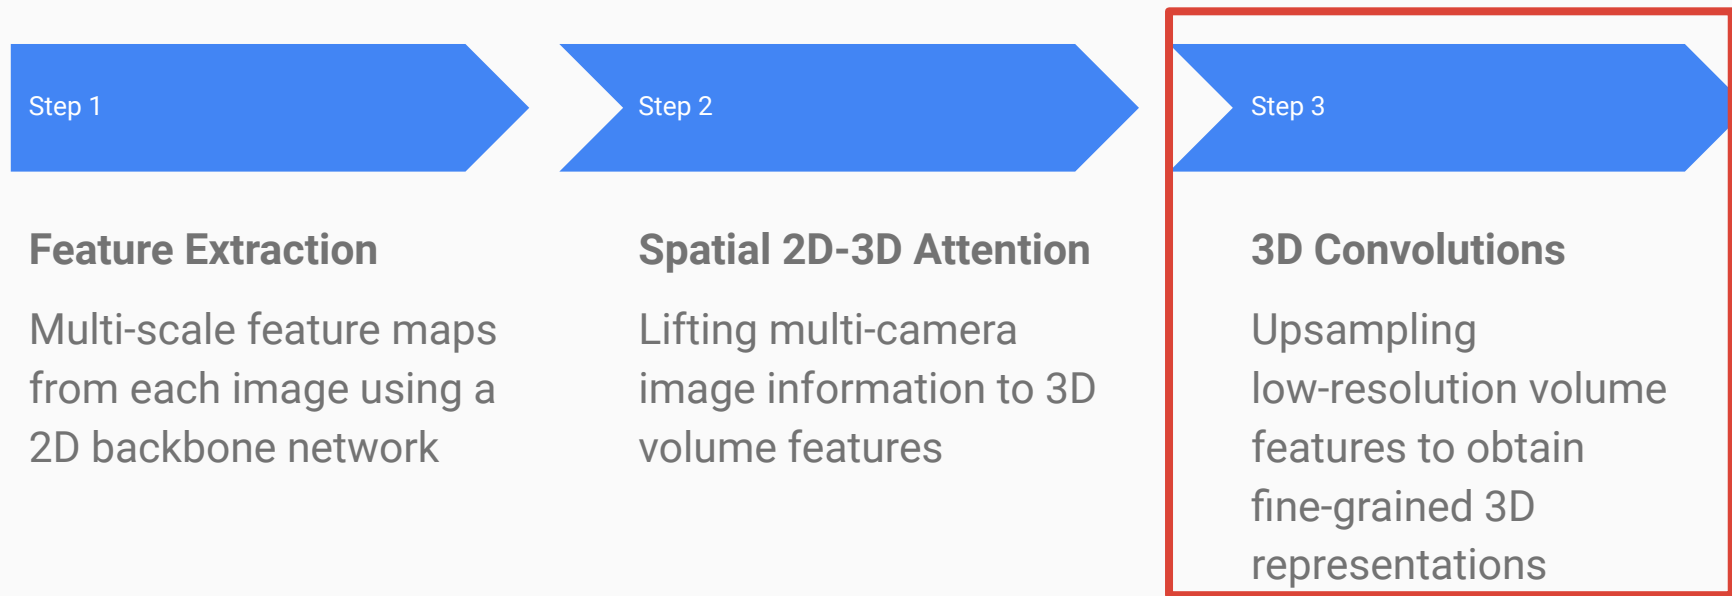 Step 1
Step 2
Step 3
Feature Extraction
Multi-scale feature maps
from each image using a
2D backbone network
Spatial 2D-3D Attention
Lifting multi-camera
image information to 3D
volume features
3D Convolutions
Upsampling
low-resolution volume
features to obtain
fine-grained 3D
representations